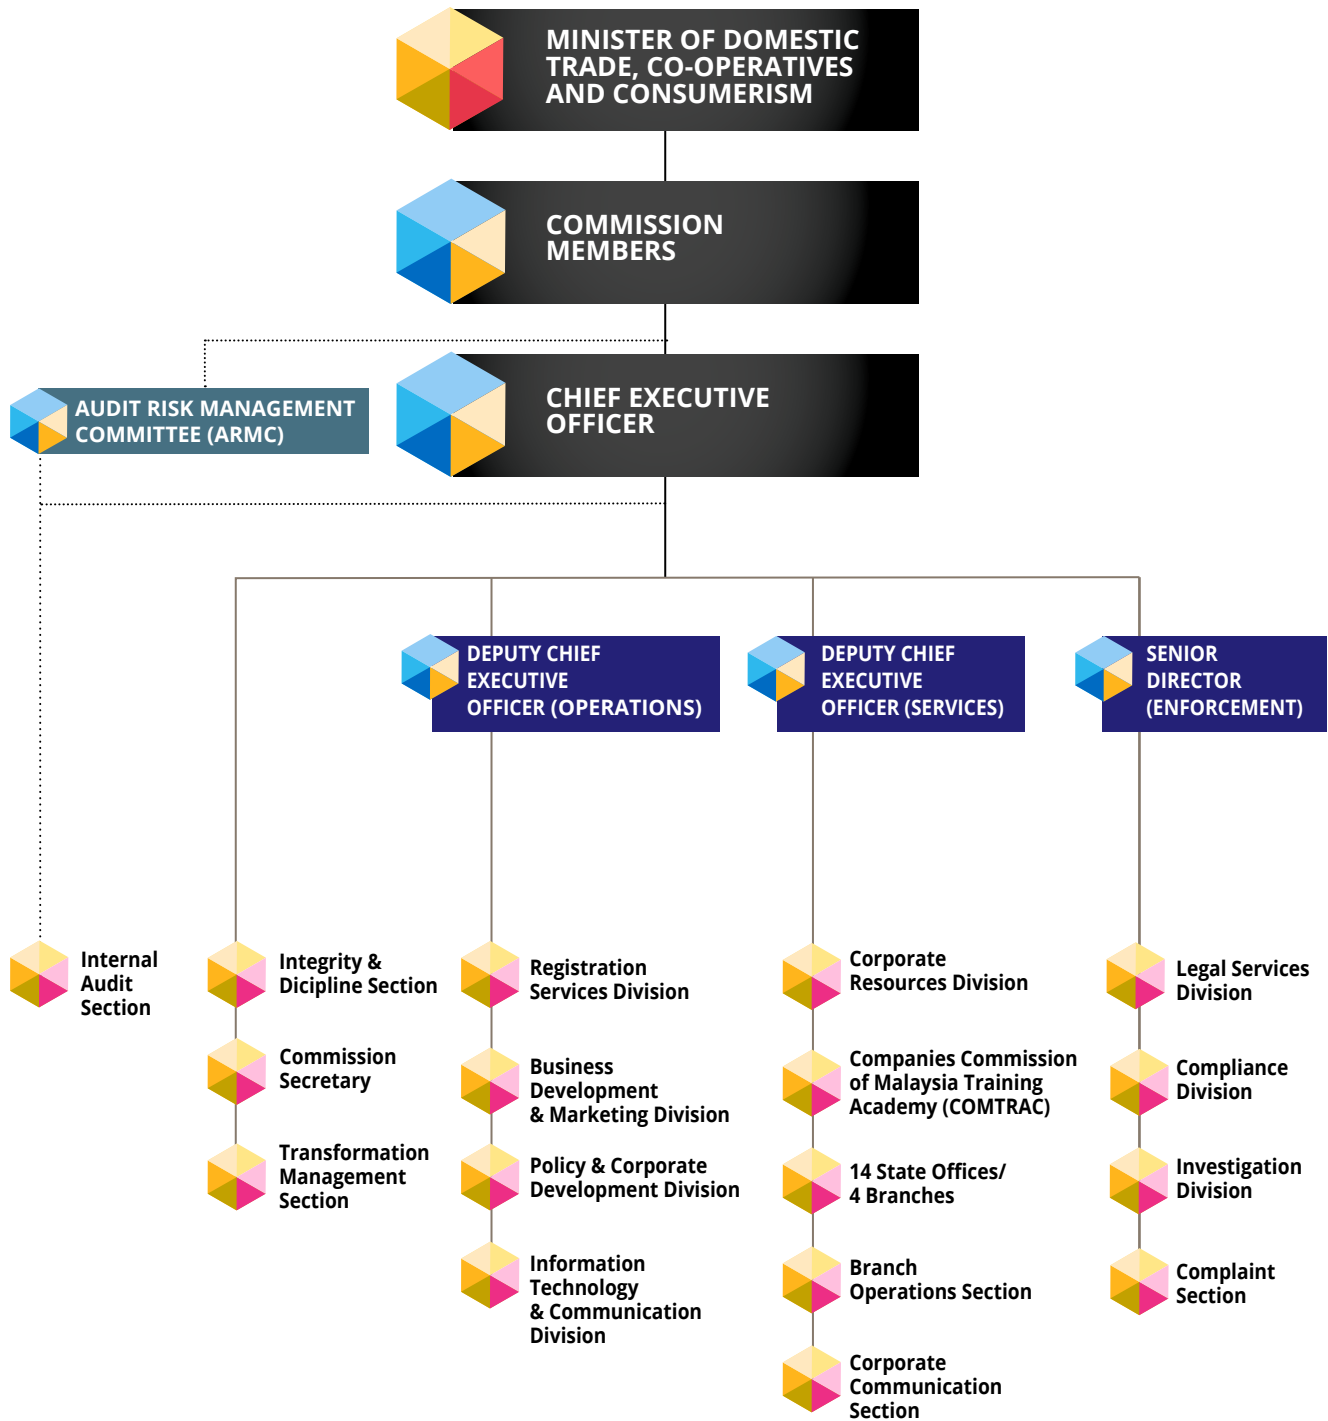 MINISTER OF DOMESTIC
TRADE, CO-OPERATIVES
AND CONSUMERISM
COMMISSION
MEMBERS
AUDIT RISK MANAGEMENT
COMMITTEE (ARMC)
CHIEF EXECUTIVE
OFFICER
DEPUTY CHIEF
EXECUTIVE
OFFICER (OPERATIONS)
DEPUTY CHIEF
EXECUTIVE
OFFICER (SERVICES)
SENIOR
DIRECTOR
(ENFORCEMENT)
Internal
Audit
Section
Integrity &
Dicipline Section
Commission
Secretary
Transformation
Management
Section
Registration
Services Division
Business
Development
& Marketing Division
Policy & Corporate
Development Division
Information
Technology
& Communication
Division
Corporate
Resources Division
Companies Commission
of Malaysia Training
Academy (COMTRAC)
14 State Offices/
4 Branches
Branch
Operations Section
Corporate
Communication
Section
Legal Services
Division
Compliance
Division
Investigation
Division
Complaint
Section